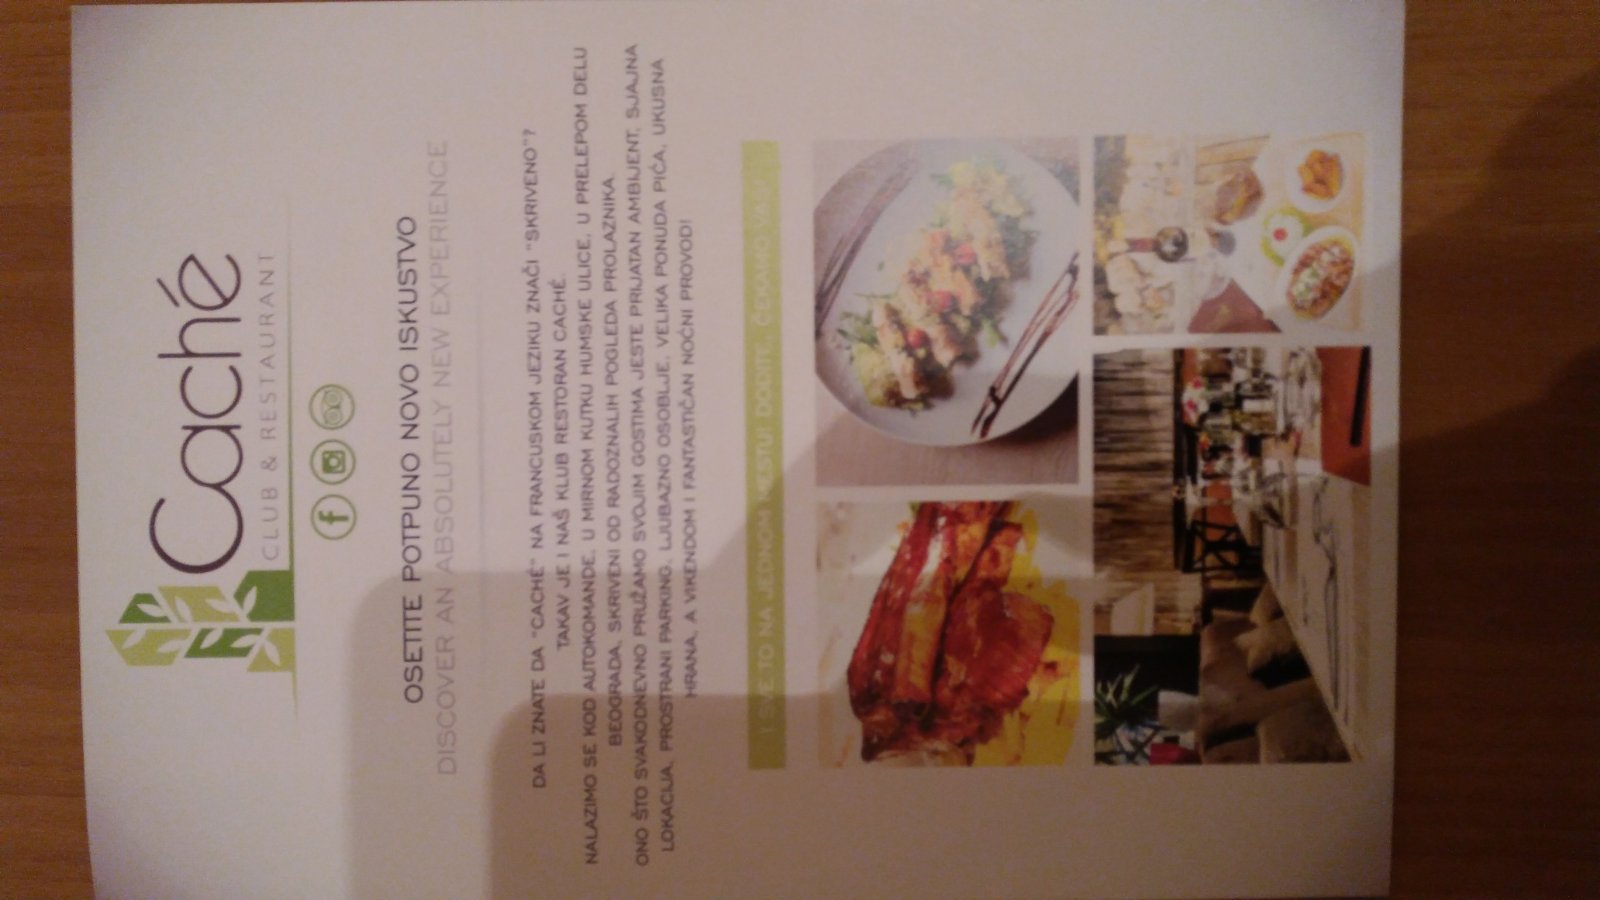 Caché
CLUB & RESTAURANT
OSETITE POTPUNO NOVO ISKUSTVO
DISCOVER AN ABSOLUTELY NEW EXPERIENCE
DA LI ZNATE DA "CACHÉ" NA FRANCUSKOM JEZIKU ZNAČI "SKRIVENO"?
TAKAV JE I NAŠ KLUB RESTORAN CACHÉ.
NALAZIMO SE KOD AUTOKOMANDE, U MIRNOM KUTKU HUMSKE ULICE, U PRELEPOM DELU
BEOGRADA, SKRIVENI OD RADOZNALIH POGLEDA PROLAZNIKA.
ONO ŠTO SVAKODNEVNO PRUŽAMO SVOJIM GOSTIMA JESTE PRIJATAN AMBIJENT, SJAJNA
LOKACIJA, PROSTRANI PARKING, LJUBAZNO OSOBLJE, VELIKA PONUDA PIĆA, UKUSNA
HRANA, A VIKENDOM I FANTASTIČAN NOĆNI PROVOD!
I SVE TO NA JEDNOM MESTU! DOĐITE, ČEKAMO VAS!